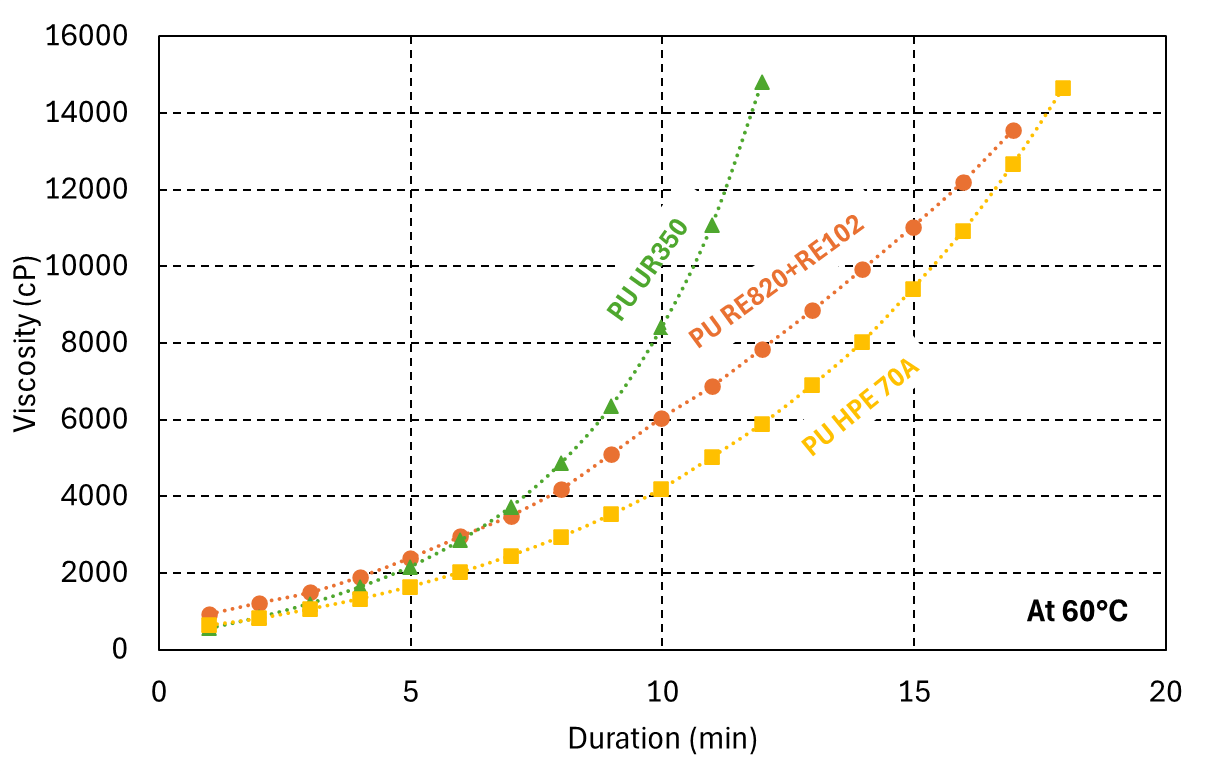 16000
14000
12000
10000
8000
6000
4000
2000
0
Viscosity (cP)
PU UR350
PU RE820+RE102
PU HPE 70A
At 60°C
0 5 10 15 20
Duration (min)